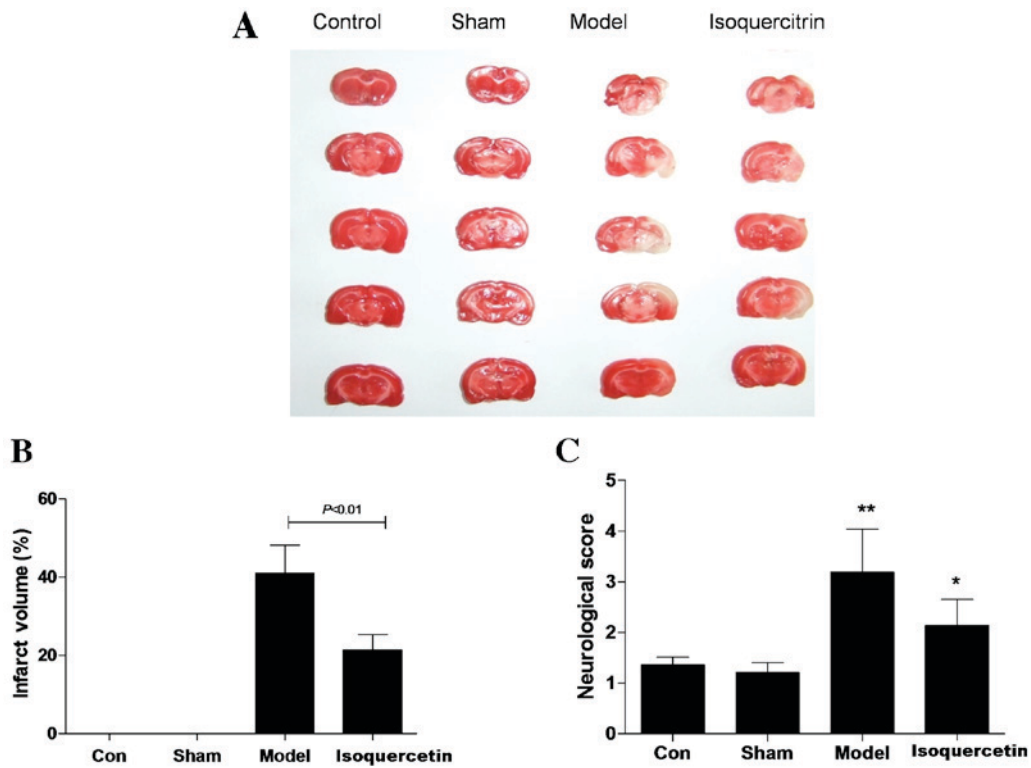 A
Control Sham Model Isoquercitrin
B
Infarct volume (%)
60
40
20
0
P<0.01
Con Sham Model Isoquercetin
C
Neurological score
5
4
3
2
1
0
**
*
Con Sham Model Isoquercetin